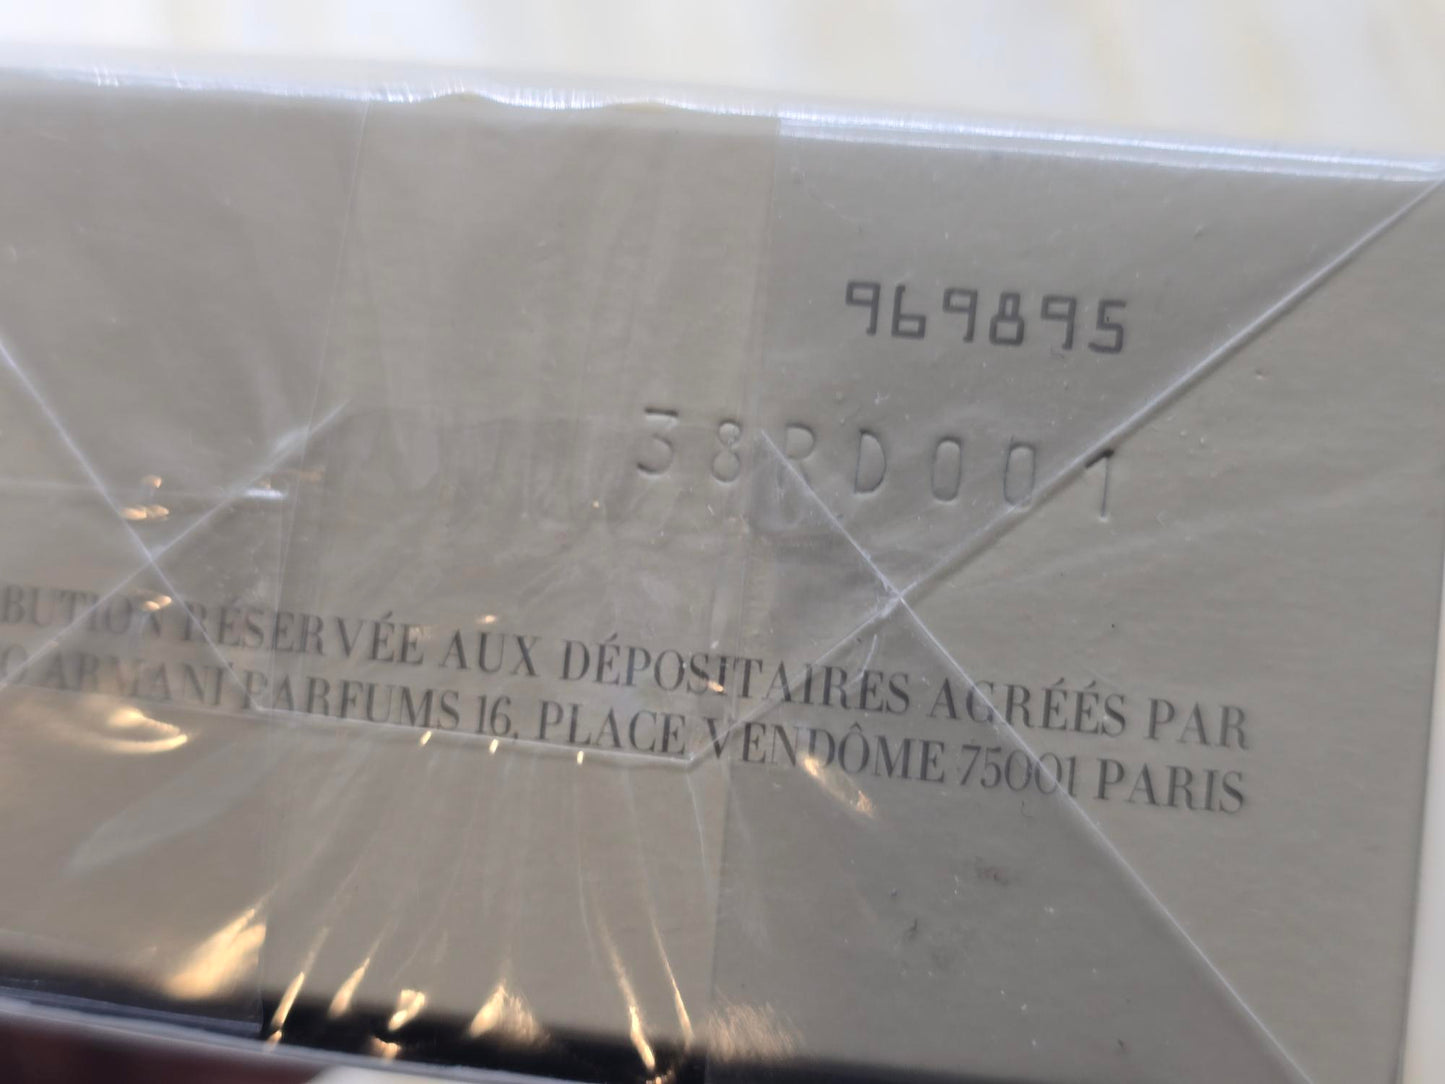 969895
38RD001
BUTION RÉSERVÉE AUX DÉPOSITAIRES AGRÉÉS PAR
O ARMANI PARFUMS 16, PLACE VENDÔME 75001 PARIS